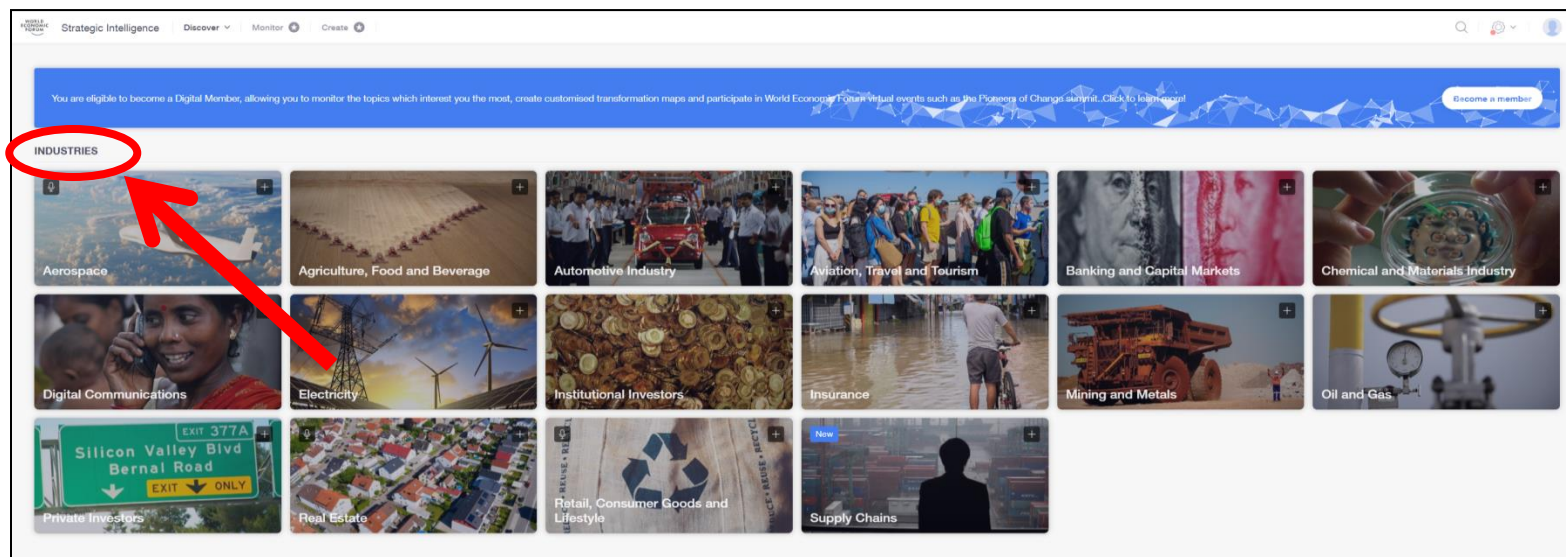 WORLD
ECONOMIC
FORUM
Strategic Intelligence Discover Monitor Create
You are eligible to become a Digital Member, allowing you to monitor the topics which interest you the most, create customised transformation maps and participate in World Economic Forum virtual events such as the Pioneers of Change summit..Click to learn more!
Become a member
INDUSTRIES
Aerospace
Agriculture, Food and Beverage
Automotive Industry
Aviation, Travel and Tourism
Banking and Capital Markets
Chemical and Materials Industry
Digital Communications
Electricity
Institutional Investors
Insurance
Mining and Metals
Oil and Gas
EXIT 377A
Silicon Valley Blvd
Bernal Road
EXIT ONLY
Private Investors
Real Estate
Retail, Consumer Goods and
Lifestyle
New
Supply Chains